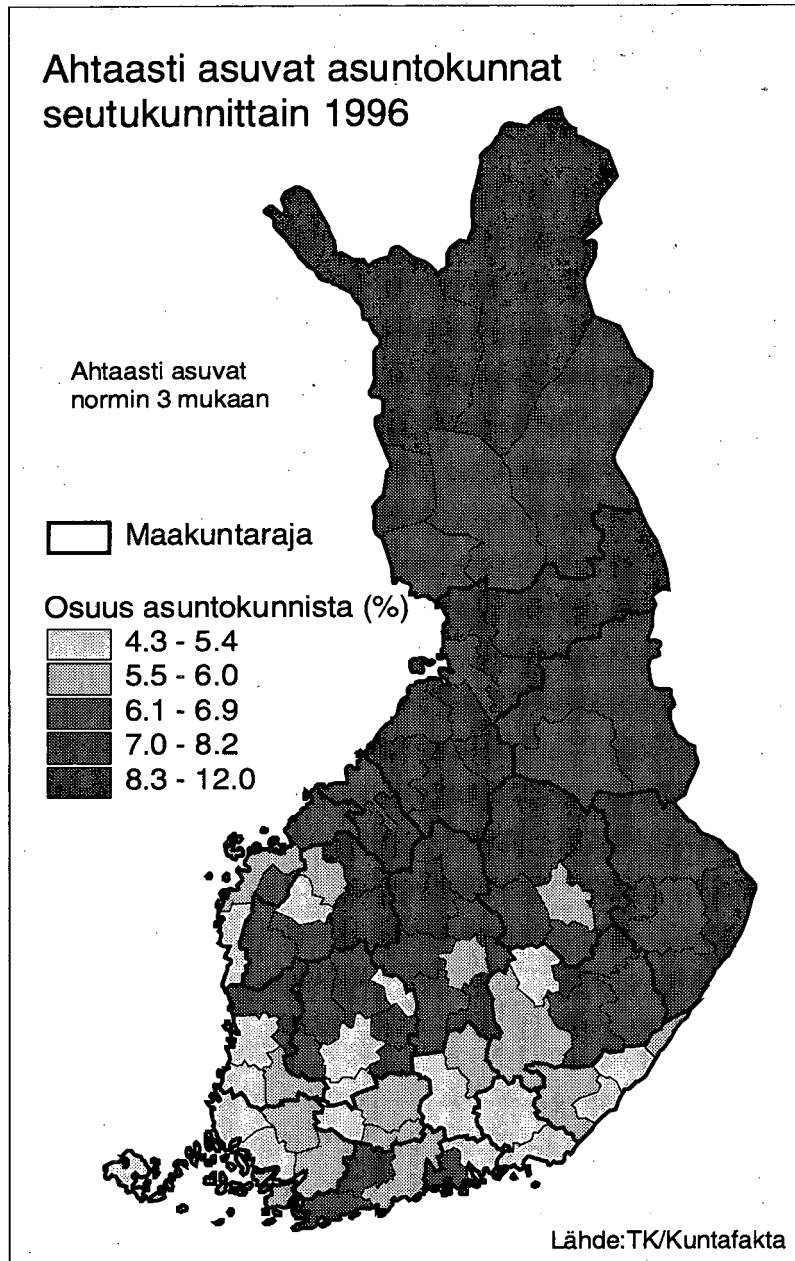 Ahtaasti asuvat asuntokunnat
seutukunnittain 1996
Ahtaasti asuvat
normin 3 mukaan
Maakuntaraja
Osuus asuntokunnista (%)
4.3 - 5.4
5.5 - 6.0
6.1 - 6.9
7.0 - 8.2
8.3 - 12.0
Lähde:TK/Kuntafakta